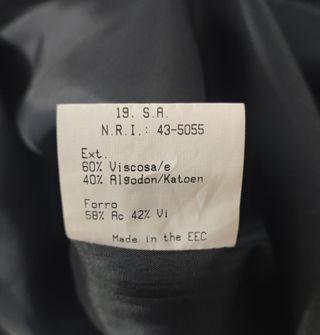 19. S.A.
N.R.I.: 43-5055
Ext.
60% Viscosa/e
40% Algodon/Katoen
Forro
58% Ac 42% Vi
Made in the EEC